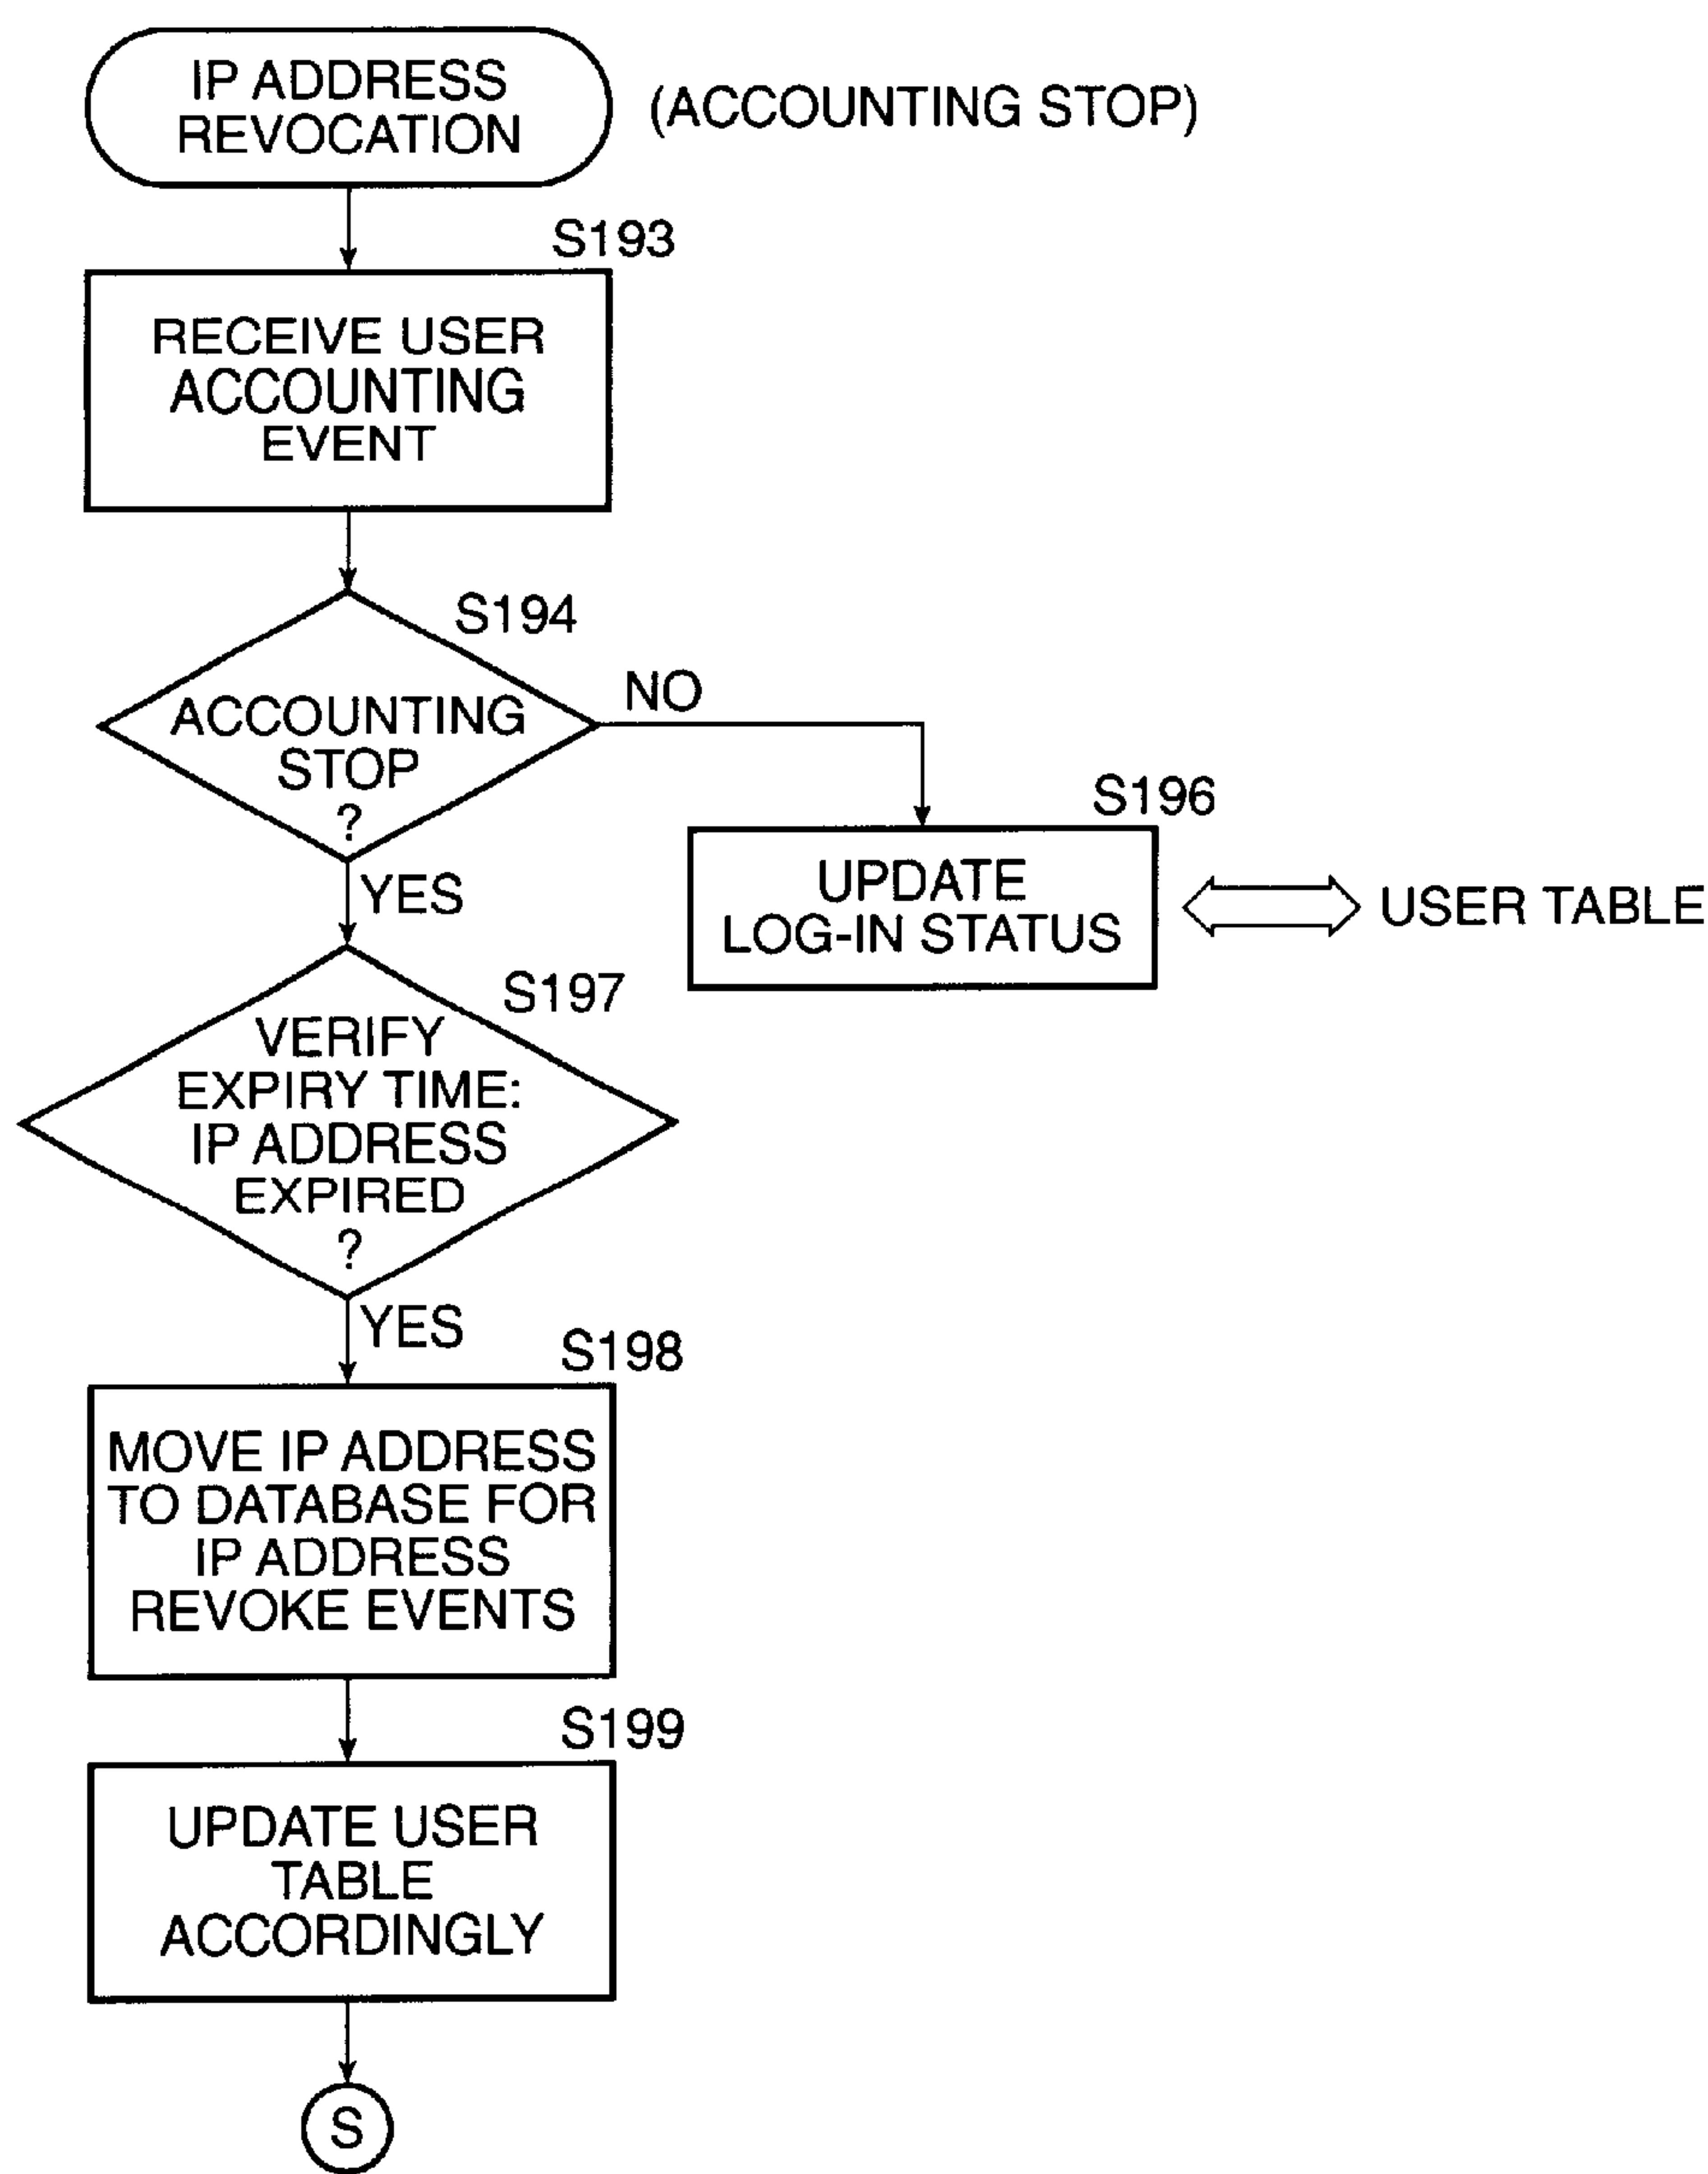 IP ADDRESS
REVOCATION
(ACCOUNTING STOP)
S193
RECEIVE USER
ACCOUNTING
EVENT
S194
ACCOUNTING
STOP
?
NO
YES
S196
UPDATE
LOG-IN STATUS
USER TABLE
S197
VERIFY
EXPIRY TIME:
IP ADDRESS
EXPIRED
?
YES
S198
MOVE IP ADDRESS
TO DATABASE FOR
IP ADDRESS
REVOKE EVENTS
S199
UPDATE USER
TABLE
ACCORDINGLY
S